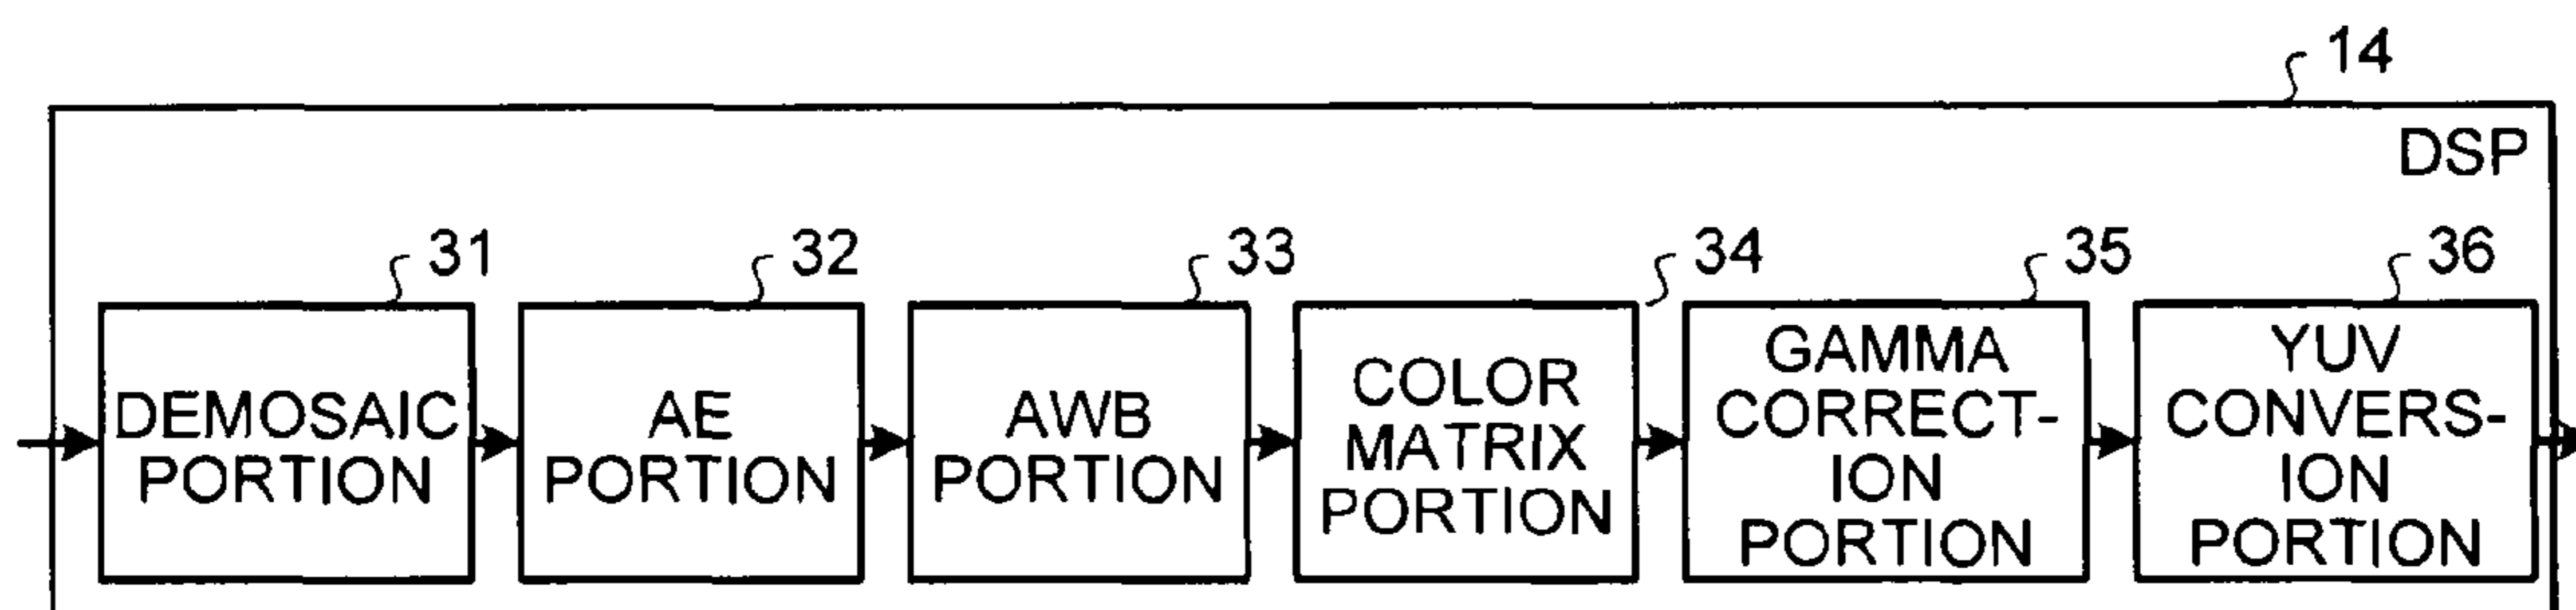 14
DSP
31
32
33
34
35
36
DEMOSAIC
PORTION
AE
PORTION
AWB
PORTION
COLOR
MATRIX
PORTION
GAMMA
CORRECT-
ION
PORTION
YUV
CONVERS-
ION
PORTION